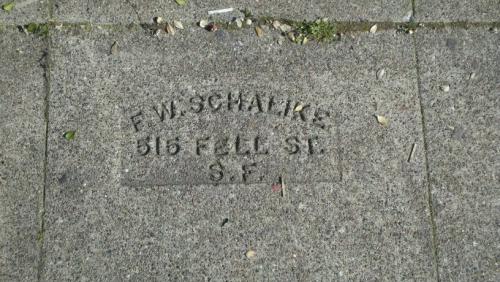 F.W. SCHALIKE
515 FELL ST.
S.F.